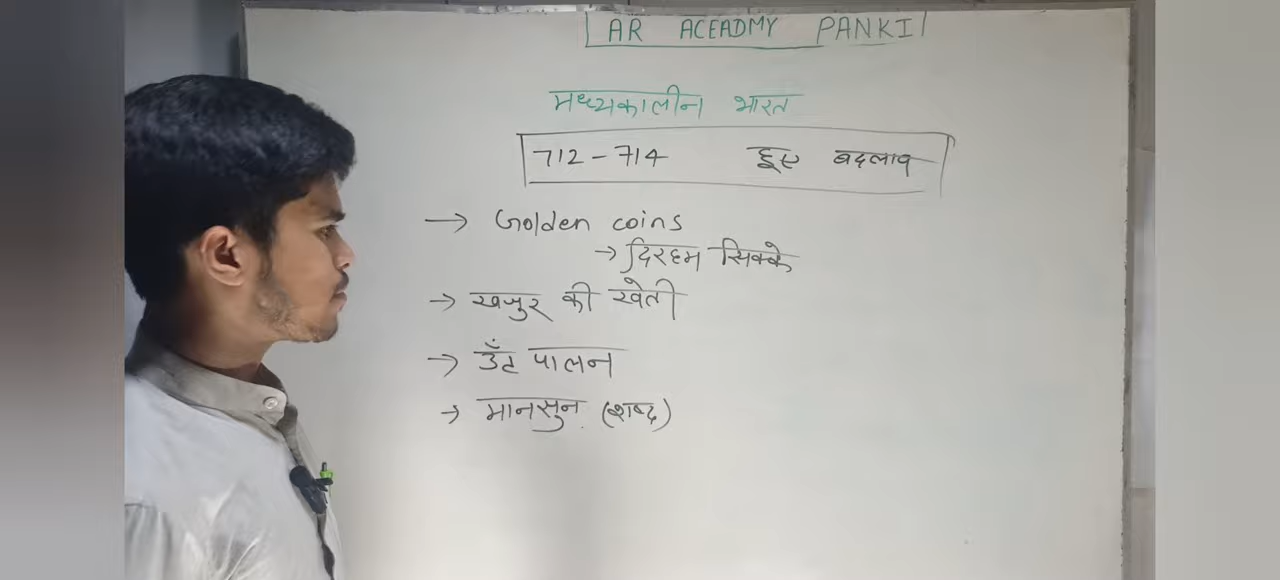 AR ACEADMY PANKI
मध्यकालीन भारत
712-714 हुए बदलाव
→ Golden coins
→ दिरहम सिक्के
→ खजुर की खेती
→ ऊँट पालन
→ मानसुन (शब्द)